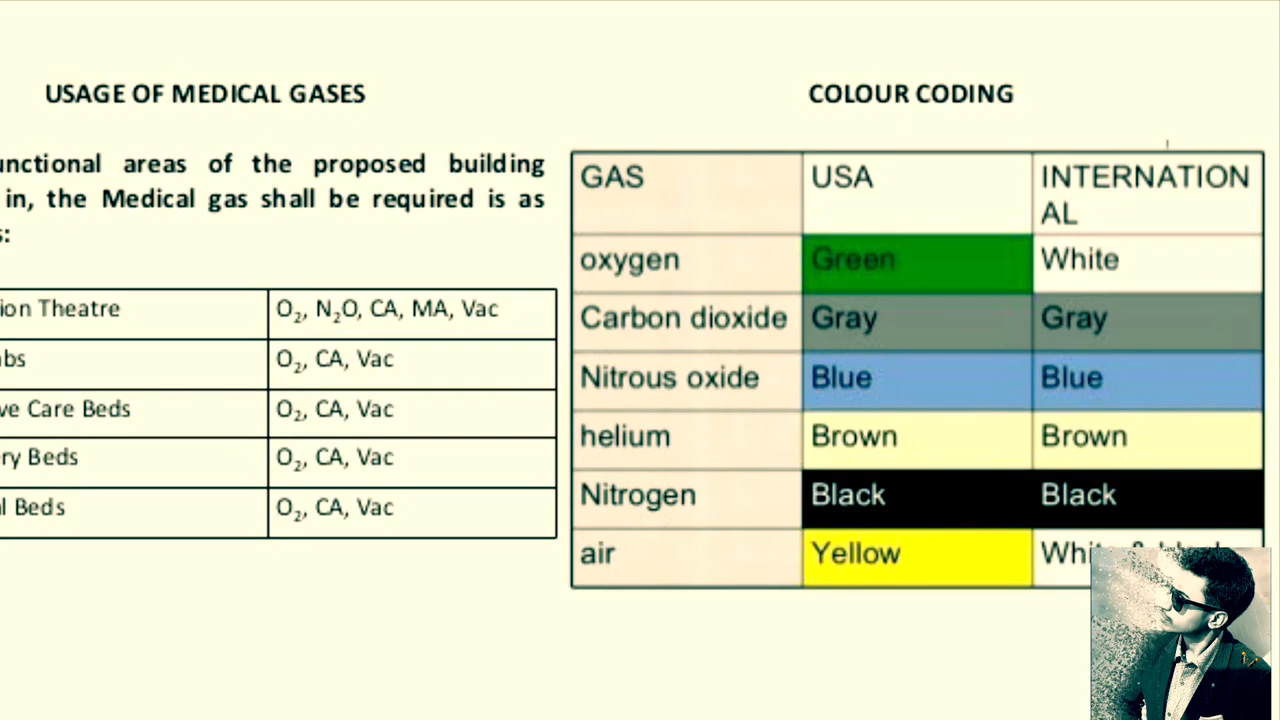 USAGE OF MEDICAL GASES
unctional areas of the proposed building
in, the Medical gas shall be required is as
s:
ion Theatre O₂, N₂O, CA, MA, Vac
abs O₂, CA, Vac
ve Care Beds O₂, CA, Vac
ry Beds O₂, CA, Vac
l Beds O₂, CA, Vac
COLOUR CODING
GAS USA INTERNATION
AL
oxygen Green White
Carbon dioxide Gray Gray
Nitrous oxide Blue Blue
helium Brown Brown
Nitrogen Black Black
air Yellow